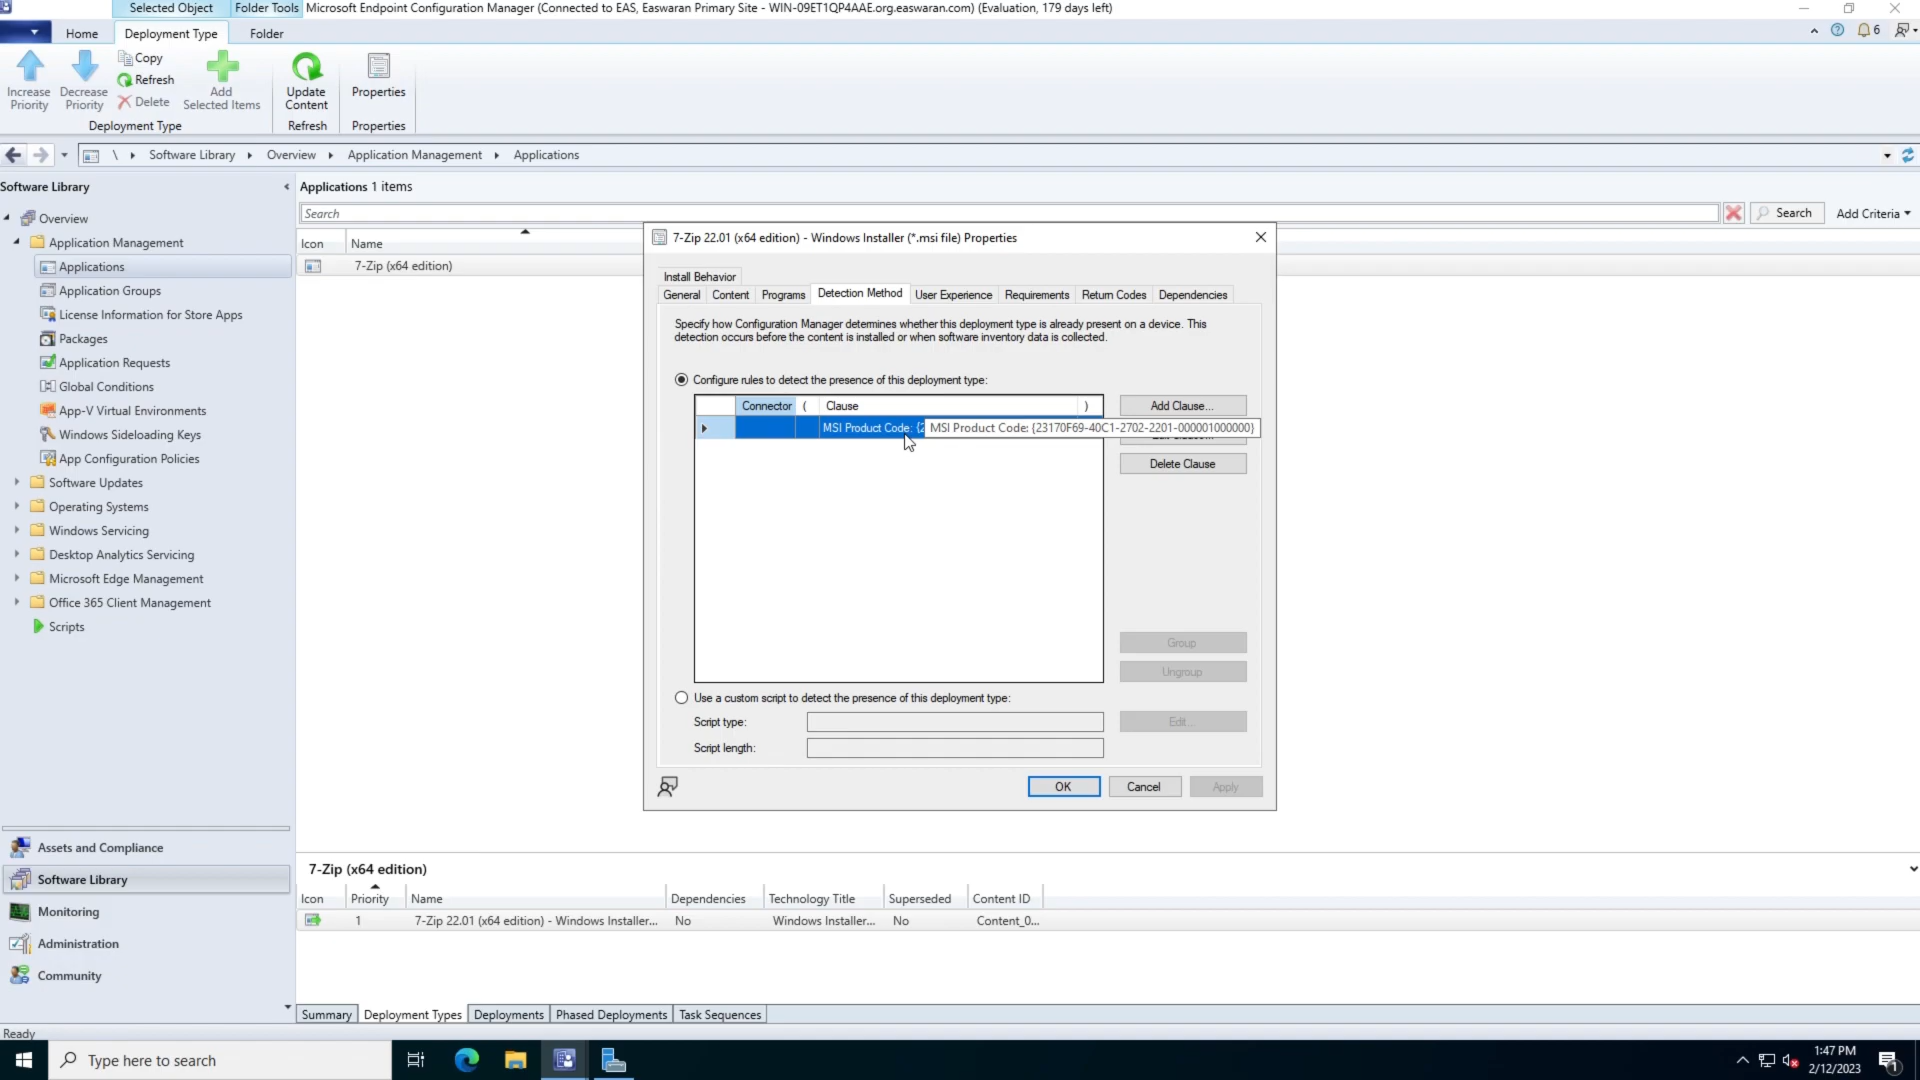 Selected Object Folder Tools Microsoft Endpoint Configuration Manager (Connected to EAS, Easwaran Primary Site - WIN-09ET1QP4AAE.org.easwaran.com) (Evaluation, 179 days left)
Home Deployment Type Folder 6
Increase Priority
Decrease Priority
Copy
Refresh
Delete
Add Selected Items
Update Content
Properties
Deployment Type Refresh Properties
\ Software Library Overview Application Management Applications
Software Library
Overview
Application Management
Applications
Application Groups
License Information for Store Apps
Packages
Application Requests
Global Conditions
App-V Virtual Environments
Windows Sideloading Keys
App Configuration Policies
Software Updates
Operating Systems
Windows Servicing
Desktop Analytics Servicing
Microsoft Edge Management
Office 365 Client Management
Scripts
Assets and Compliance
Software Library
Monitoring
Administration
Community
Applications 1 items
Search Search Add Criteria
Icon Name
7-Zip (x64 edition)
7-Zip 22.01 (x64 edition) - Windows Installer (*.msi file) Properties
Install Behavior
General Content Programs Detection Method User Experience Requirements Return Codes Dependencies
Specify how Configuration Manager determines whether this deployment type is already present on a device. This
detection occurs before the content is installed or when software inventory data is collected.
Configure rules to detect the presence of this deployment type:
Connector ( Clause ) Add Clause...
MSI Product Code: {2 MSI Product Code: {23170F69-40C1-2702-2201-000001000000}
Delete Clause
Group
Ungroup
Use a custom script to detect the presence of this deployment type:
Script type: Edit...
Script length:
OK Cancel Apply
7-Zip (x64 edition)
Icon Priority Name Dependencies Technology Title Superseded Content ID
1 7-Zip 22.01 (x64 edition) - Windows Installer... No Windows Installer... No Content_0...
Summary Deployment Types Deployments Phased Deployments Task Sequences
Ready
Type here to search
1:47 PM
2/12/2023
1